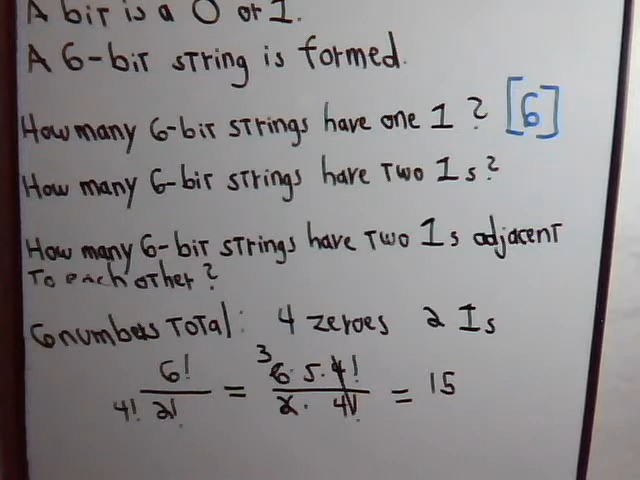 A bit is a 0 or 1.
A 6-bit string is formed.
How many 6-bit strings have one 1? [6]
How many 6-bit strings have two 1s?
How many 6-bit strings have two 1s adjacent
to each other?
6 numbers total: 4 zeroes 2 1s
6! / 4! 2! = 3 6·5·4! / 2·4! = 15